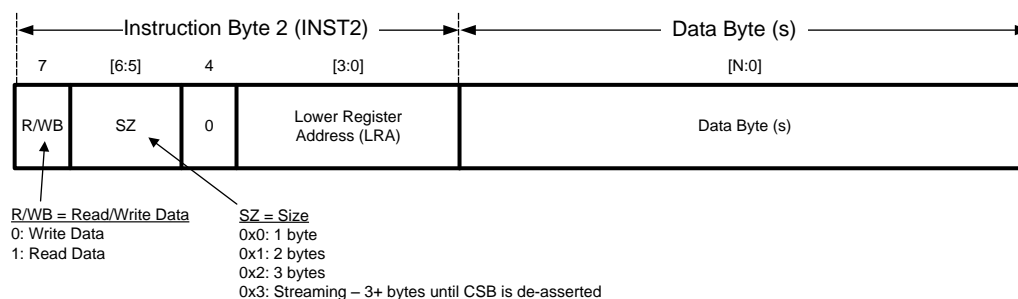 Instruction Byte 2 (INST2) Data Byte (s)
7 [6:5] 4 [3:0] [N:0]
R/WB SZ 0 Lower Register
Address (LRA) Data Byte (s)
R/WB = Read/Write Data
0: Write Data
1: Read Data
SZ = Size
0x0: 1 byte
0x1: 2 bytes
0x2: 3 bytes
0x3: Streaming – 3+ bytes until CSB is de-asserted